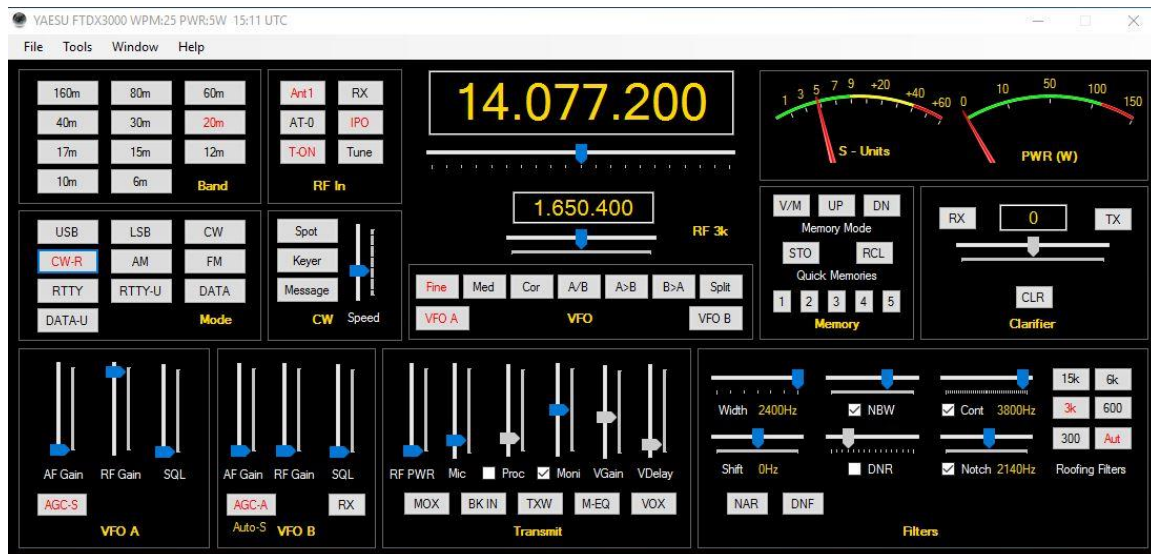 YAESU FTDX3000 WPM:25 PWR:5W 15:11 UTC
File Tools Window Help
160m 80m 60m
40m 30m 20m
17m 15m 12m
10m 6m Band
Ant1 RX
AT-0 IPO
T-ON Tune
RF In
14.077.200
1.650.400
RF 3k
1 3 5 7 9 +20 +40 +60
S - Units
0 10 50 100 150
PWR (W)
USB LSB CW
CW-R AM FM
RTTY RTTY-U DATA
DATA-U Mode
Spot
Keyer
Message
CW Speed
Fine Med Cor A/B A>B B>A Split
VFO A VFO VFO B
V/M UP DN
Memory Mode
STO RCL
Quick Memories
1 2 3 4 5
Memory
RX 0 TX
CLR
Clarifier
AF Gain RF Gain SQL
AGC-S
VFO A
AF Gain RF Gain SQL
AGC-A RX
Auto-S VFO B
RF PWR Mic Proc Moni VGain VDelay
MOX BK IN TXW M-EQ VOX
Transmit
Width 2400Hz NBW Cont 3800Hz
Shift 0Hz DNR Notch 2140Hz
NAR DNF
15k 6k
3k 600
300 Aut
Roofing Filters
Filters